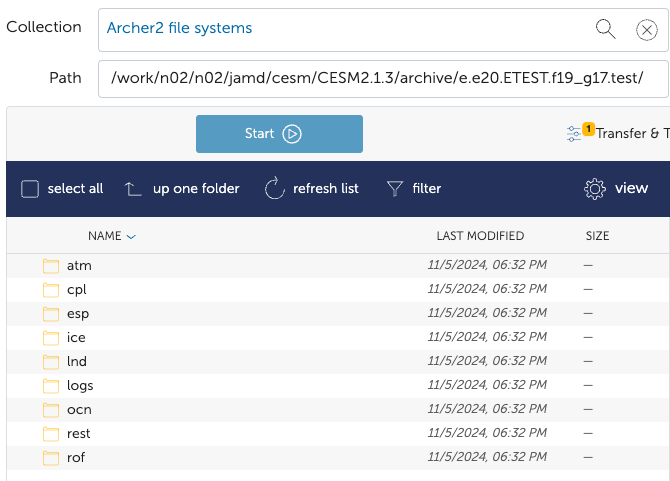 Collection Archer2 file systems
Path /work/n02/n02/jamd/cesm/CESM2.1.3/archive/e.e20.ETEST.f19_g17.test/
Start 1 Transfer & T
select all up one folder refresh list filter view
NAME LAST MODIFIED SIZE
atm 11/5/2024, 06:32 PM —
cpl 11/5/2024, 06:32 PM —
esp 11/5/2024, 06:32 PM —
ice 11/5/2024, 06:32 PM —
lnd 11/5/2024, 06:32 PM —
logs 11/5/2024, 06:32 PM —
ocn 11/5/2024, 06:32 PM —
rest 11/5/2024, 06:32 PM —
rof 11/5/2024, 06:32 PM —